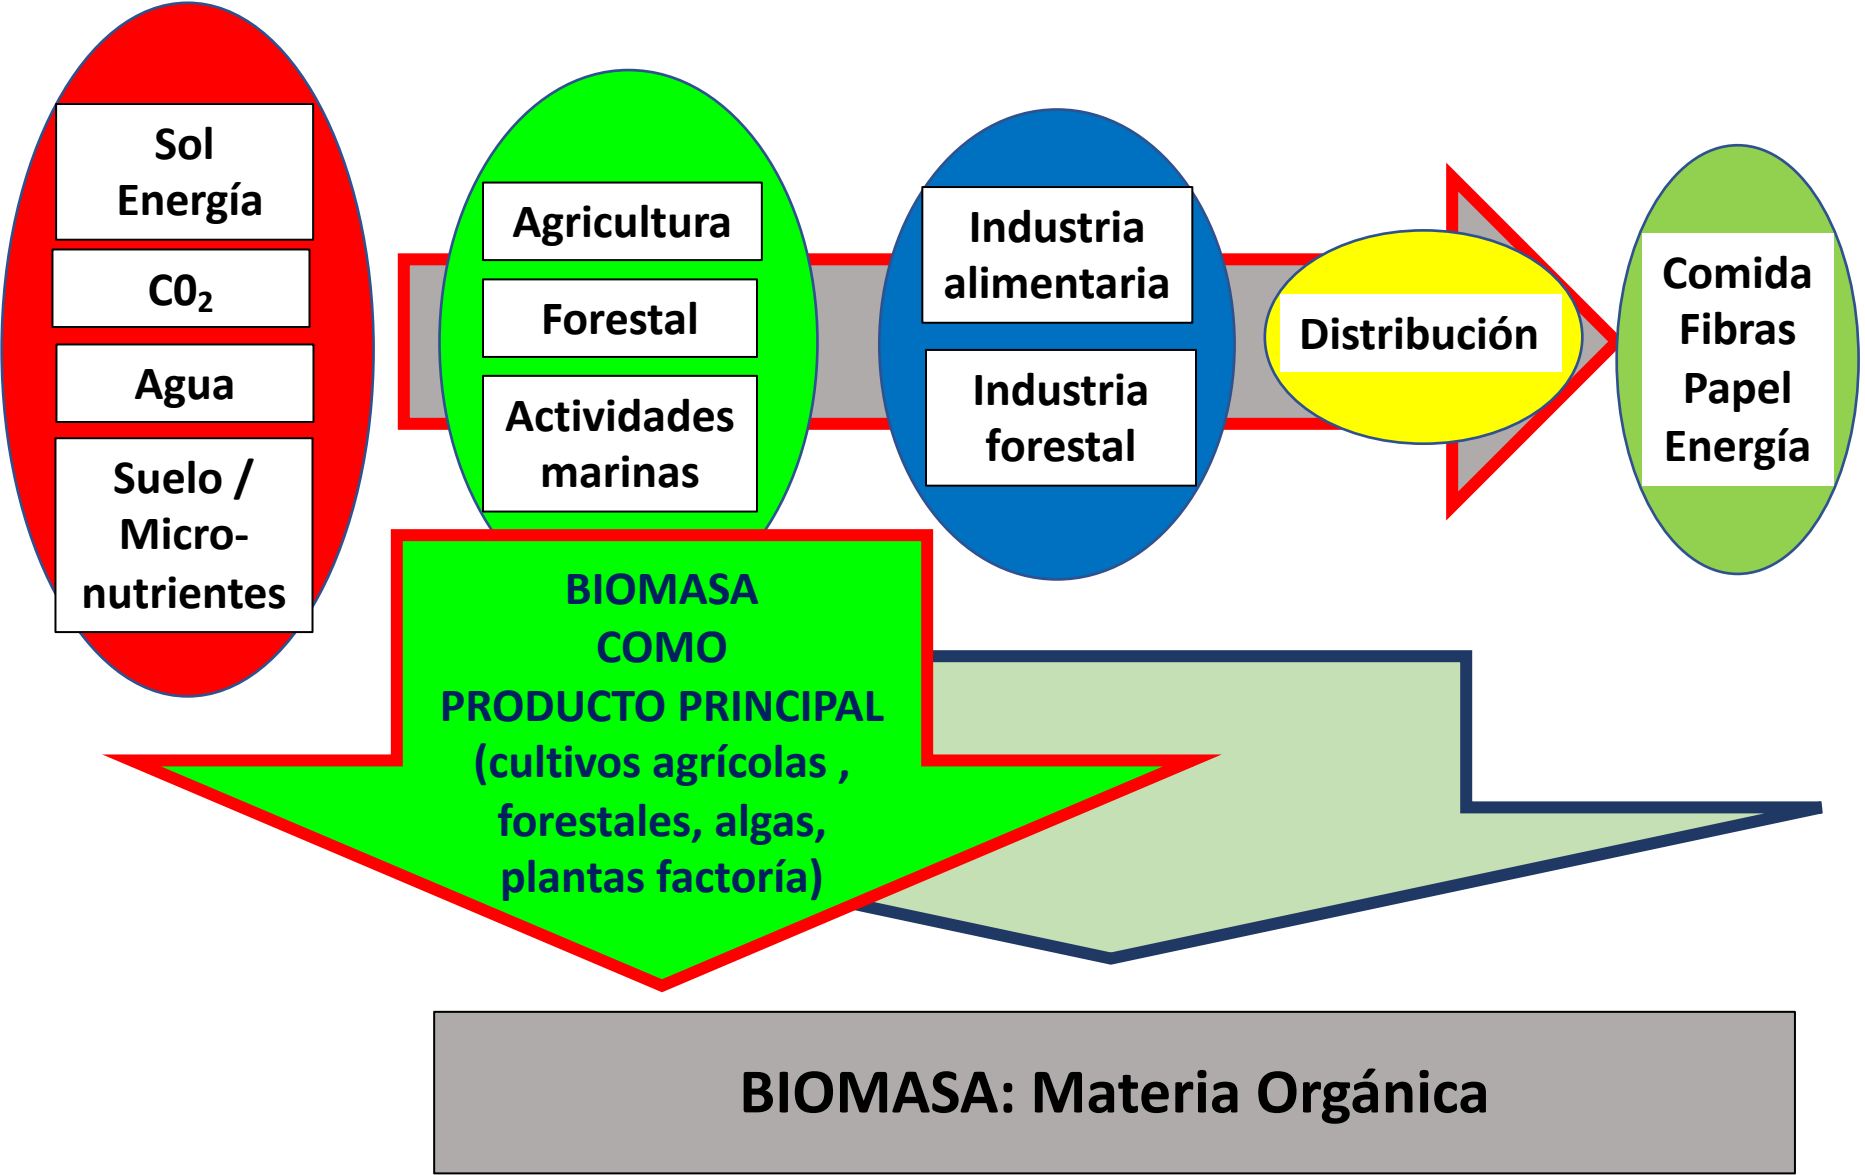 Sol
Energía
C0₂
Agua
Suelo /
Micro-
nutrientes
Agricultura
Forestal
Actividades
marinas
Industria
alimentaria
Industria
forestal
Distribución
Comida
Fibras
Papel
Energía
BIOMASA
COMO
PRODUCTO PRINCIPAL
(cultivos agrícolas ,
forestales, algas,
plantas factoría)
BIOMASA: Materia Orgánica